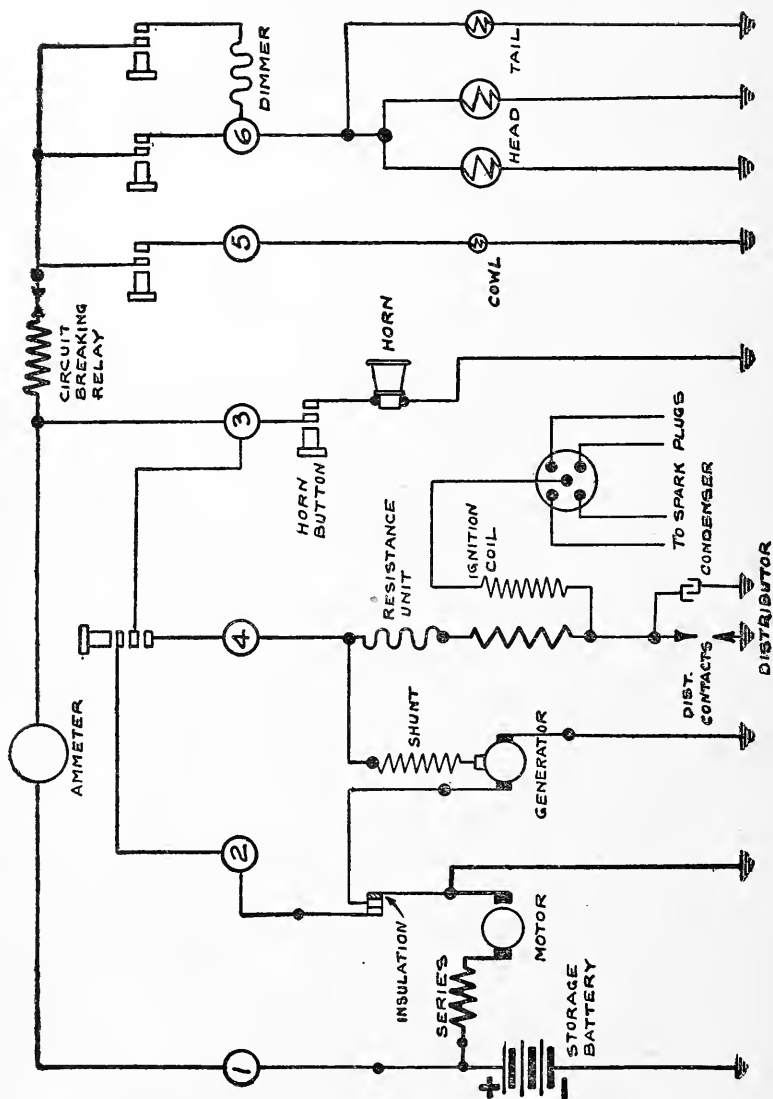 AMMETER
CIRCUIT
BREAKING
RELAY
DIMMER
1
2
4
3
5
6
HORN
BUTTON
HORN
COWL
HEAD
TAIL
INSULATION
SERIES
SHUNT
RESISTANCE
UNIT
IGNITION
COIL
TO SPARK PLUGS
MOTOR
GENERATOR
DIST.
CONTACTS
CONDENSER
+
STORAGE
BATTERY
-
DISTRIBUTOR